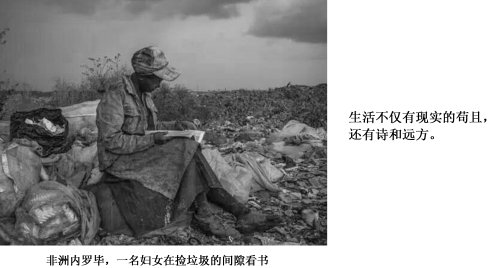 生活不仅有现实的苟且，
还有诗和远方。
非洲内罗毕，一名妇女在捡垃圾的间隙看书